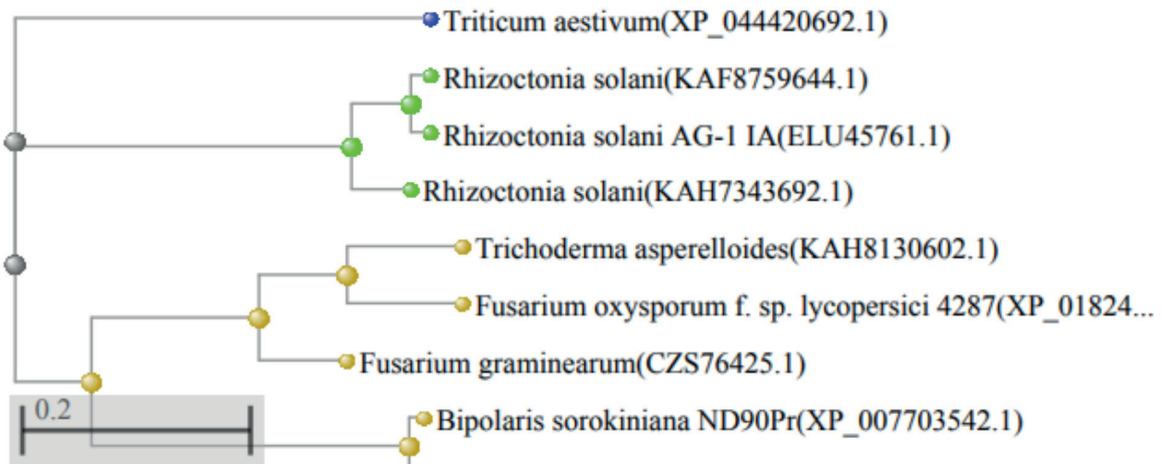 Triticum aestivum(XP_044420692.1)
Rhizoctonia solani(KAF8759644.1)
Rhizoctonia solani AG-1 IA(ELU45761.1)
Rhizoctonia solani(KAH7343692.1)
Trichoderma asperelloides(KAH8130602.1)
Fusarium oxysporum f. sp. lycopersici 4287(XP_01824...
Fusarium graminearum(CZS76425.1)
0.2
Bipolaris sorokiniana ND90Pr(XP_007703542.1)